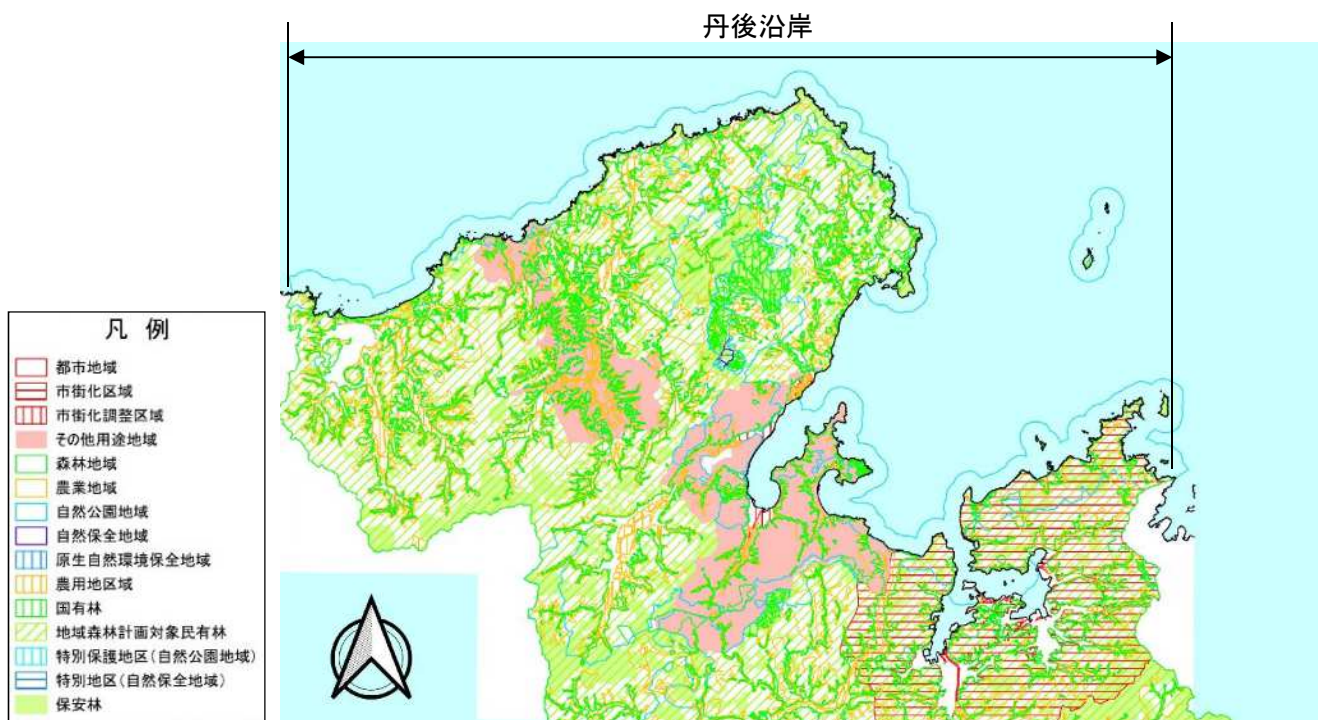 丹後沿岸
凡 例
都市地域
市街化区域
市街化調整区域
その他用途地域
森林地域
農業地域
自然公園地域
自然保全地域
原生自然環境保全地域
農用地区域
国有林
地域森林計画対象民有林
特別保護地区(自然公園地域)
特別地区(自然保全地域)
保安林